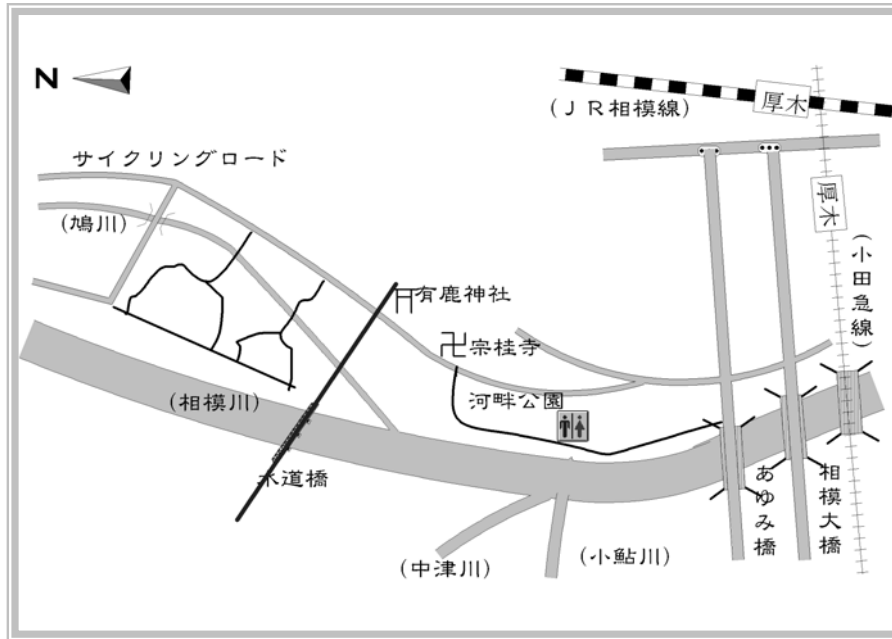 N
厚木
(ＪＲ相模線)
サイクリングロード
厚木
(鳩川)
(小田急線)
有鹿神社
宗桂寺
(相模川)
河畔公園
水道橋
あゆみ橋
相模大橋
(中津川)
(小鮎川)